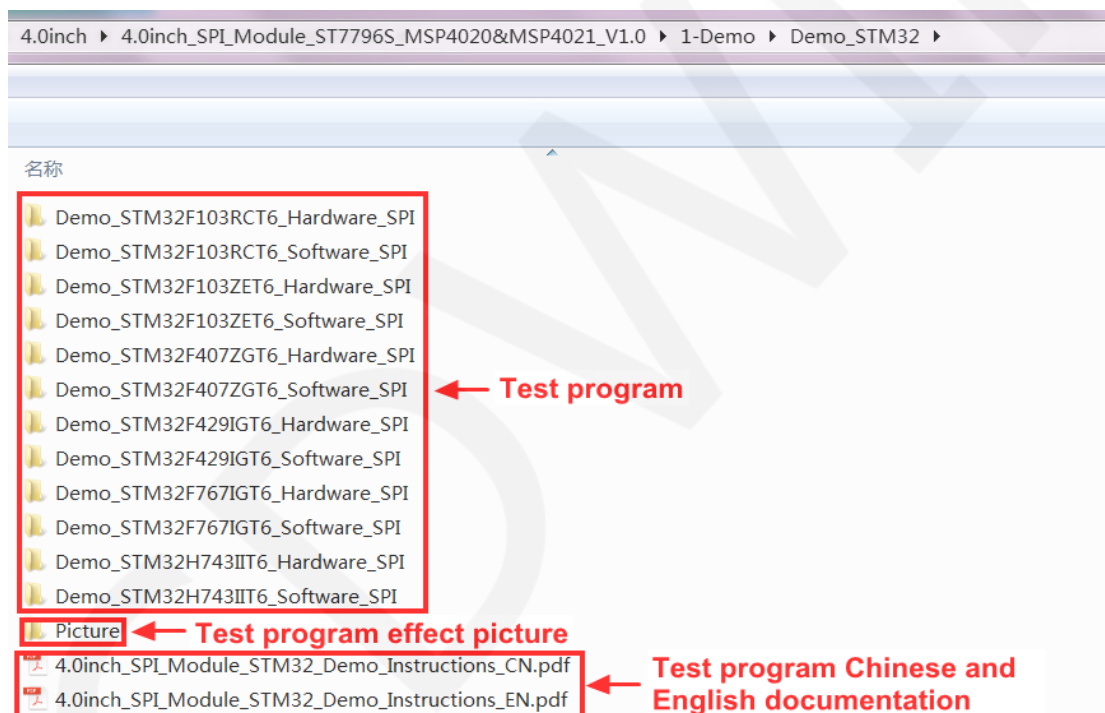 4.0inch ▸ 4.0inch_SPI_Module_ST7796S_MSP4020&MSP4021_V1.0 ▸ 1-Demo ▸ Demo_STM32 ▸
名称
Demo_STM32F103RCT6_Hardware_SPI
Demo_STM32F103RCT6_Software_SPI
Demo_STM32F103ZET6_Hardware_SPI
Demo_STM32F103ZET6_Software_SPI
Demo_STM32F407ZGT6_Hardware_SPI
Demo_STM32F407ZGT6_Software_SPI
Test program
Demo_STM32F429IGT6_Hardware_SPI
Demo_STM32F429IGT6_Software_SPI
Demo_STM32F767IGT6_Hardware_SPI
Demo_STM32F767IGT6_Software_SPI
Demo_STM32H743IIT6_Hardware_SPI
Demo_STM32H743IIT6_Software_SPI
Picture
Test program effect picture
4.0inch_SPI_Module_STM32_Demo_Instructions_CN.pdf
4.0inch_SPI_Module_STM32_Demo_Instructions_EN.pdf
Test program Chinese and
English documentation